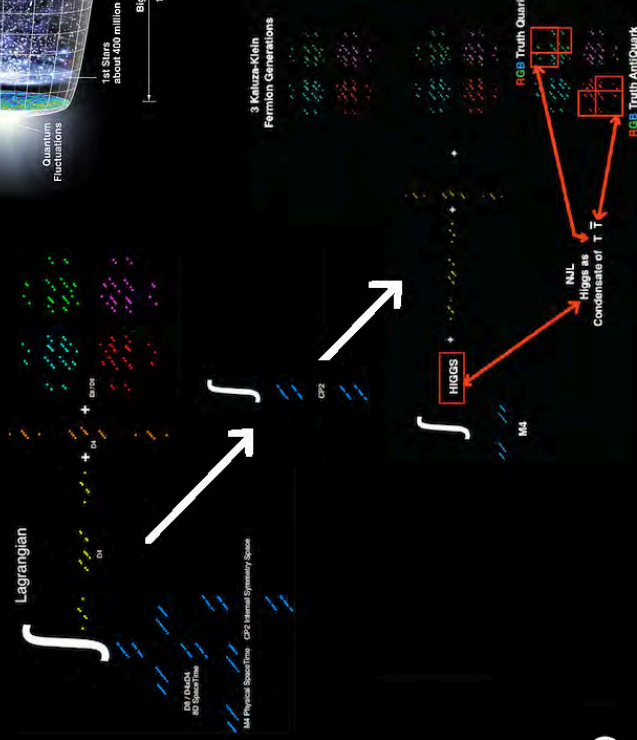 Quantum
Fluctuations
1st Stars
about 400 million
Big
3 Kaluza-Klein
Fermion Generations
RGB Truth Quark
RGB Truth AntiQuark
Lagrangian
∫
D4
+
D4
+
E8 / D8
D8 / D4xD4
8D SpaceTime
M4 Physical SpaceTime
CP2 Internal Symmetry Space
∫
CP2
∫
M4
HIGGS
+
+
+
NJL
Higgs as
Condensate of T T̅